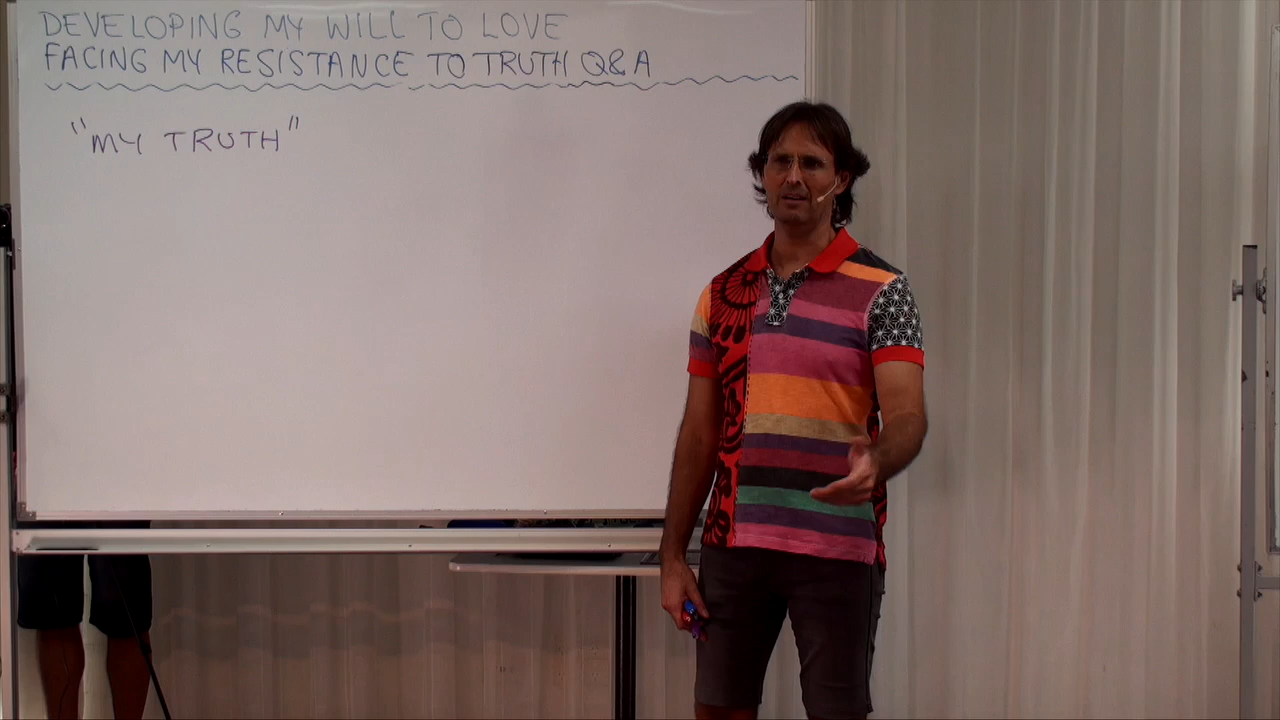 DEVELOPING MY WILL TO LOVE
FACING MY RESISTANCE TO TRUTH Q&A
"MY TRUTH"